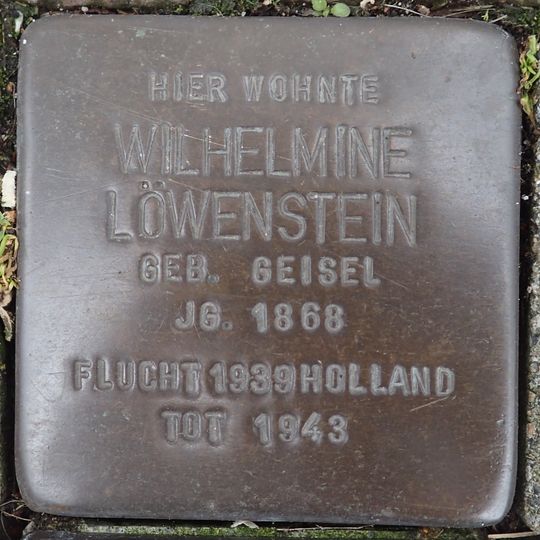 HIER WOHNTE
WILHELMINE
LÖWENSTEIN
GEB. GEISEL
JG. 1868
FLUCHT 1939 HOLLAND
TOT 1943